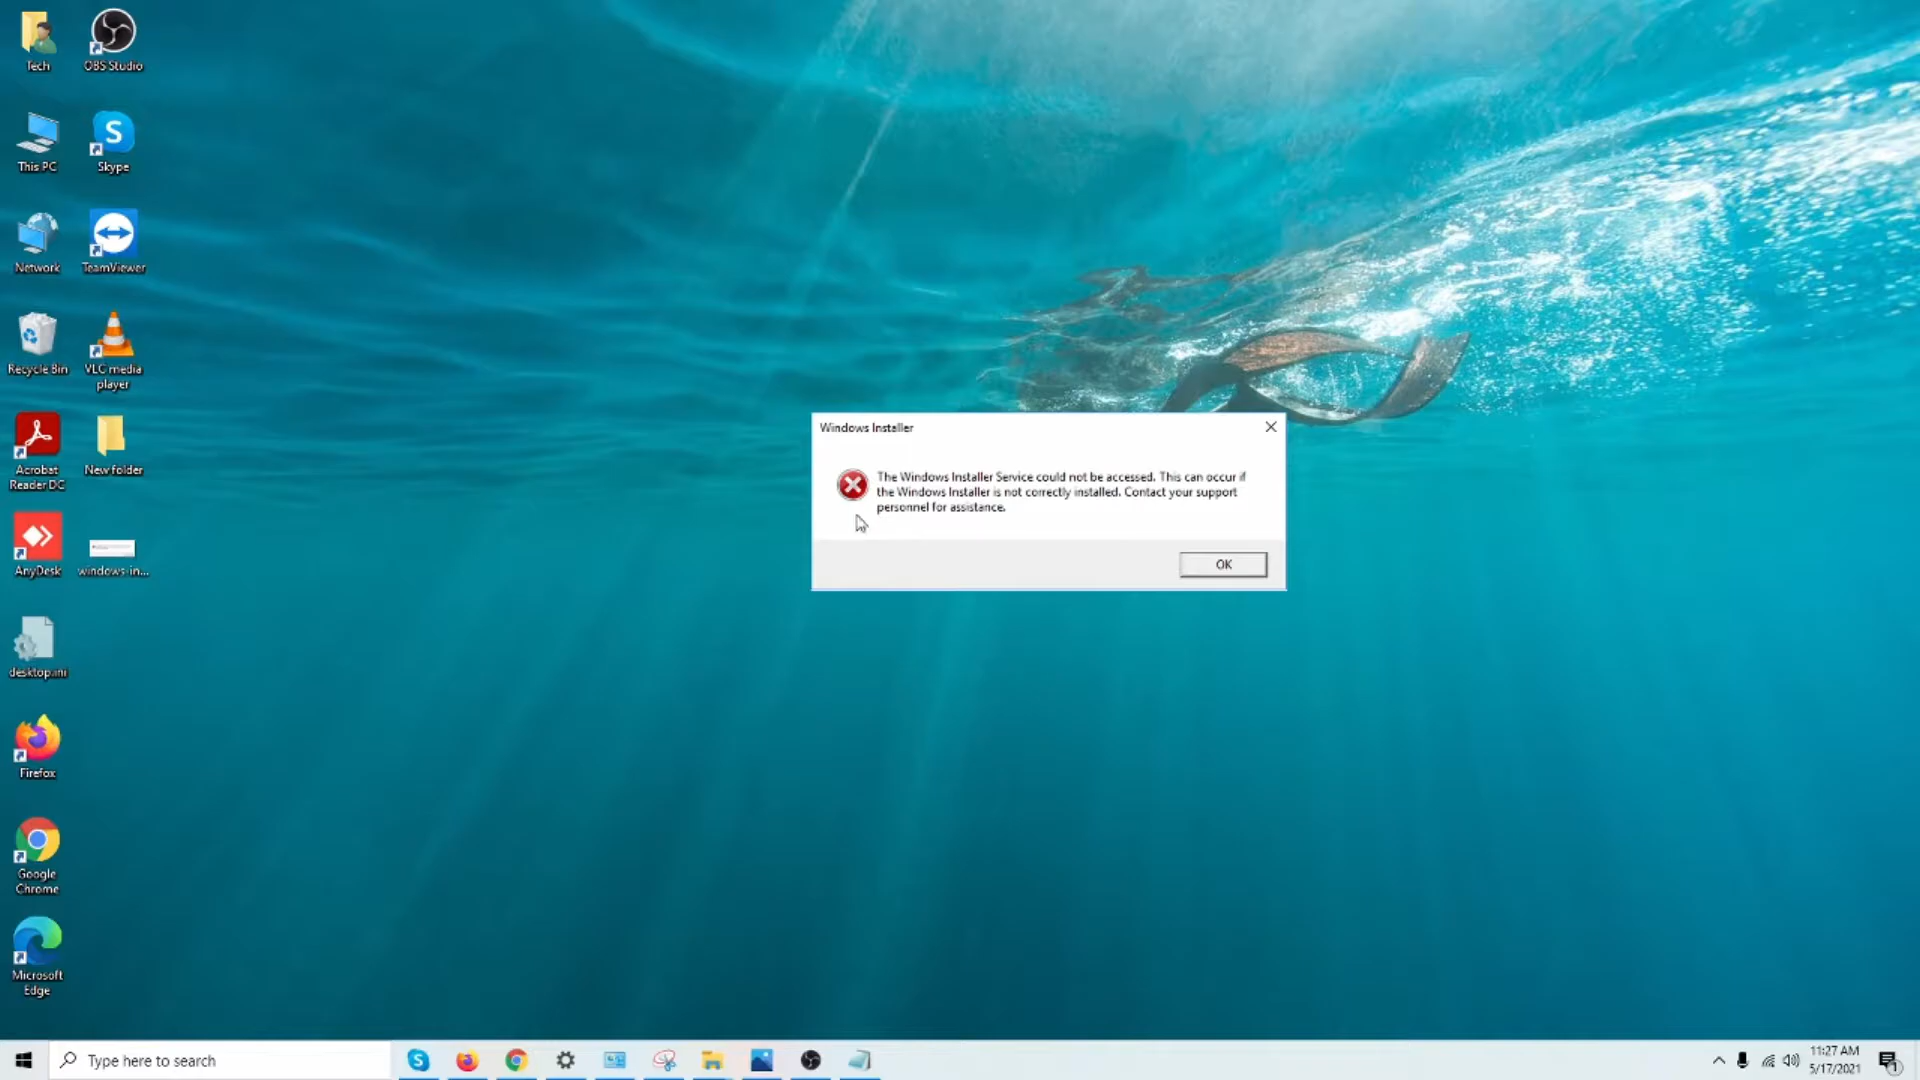 Tech
OBS Studio
This PC
S
Skype
Network
TeamViewer
Recycle Bin
VLC media
player
Acrobat
Reader DC
New folder
AnyDesk
windows-in...
desktop.ini
Firefox
Google
Chrome
Microsoft
Edge
Windows Installer
The Windows Installer Service could not be accessed. This can occur if
the Windows Installer is not correctly installed. Contact your support
personnel for assistance.
OK
Type here to search
S
11:27 AM
5/17/2021
1